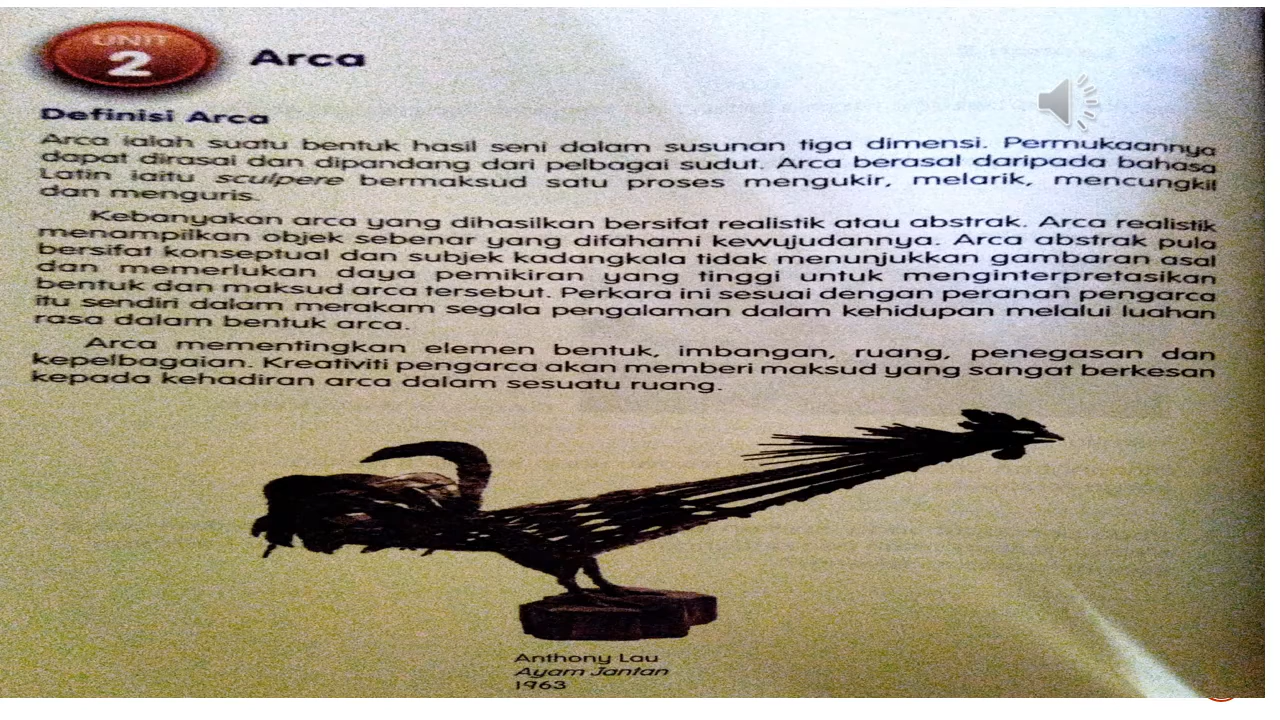 UNIT
2
Arca
Definisi Arca
Arca ialah suatu bentuk hasil seni dalam susunan tiga dimensi. Permukaannya
dapat dirasai dan dipandang dari pelbagai sudut. Arca berasal daripada bahasa
Latin iaitu sculpere bermaksud satu proses mengukir, melarik, mencungkil
dan menguris.
Kebanyakan arca yang dihasilkan bersifat realistik atau abstrak. Arca realistik
menampilkan objek sebenar yang difahami kewujudannya. Arca abstrak pula
bersifat konseptual dan subjek kadangkala tidak menunjukkan gambaran asal
dan memerlukan daya pemikiran yang tinggi untuk menginterpretasikan
bentuk dan maksud arca tersebut. Perkara ini sesuai dengan peranan pengarca
itu sendiri dalam merakam segala pengalaman dalam kehidupan melalui luahan
rasa dalam bentuk arca.
Arca mementingkan elemen bentuk, imbangan, ruang, penegasan dan
kepelbagaian. Kreativiti pengarca akan memberi maksud yang sangat berkesan
kepada kehadiran arca dalam sesuatu ruang.
Anthony Lau
Ayam Jantan
1963